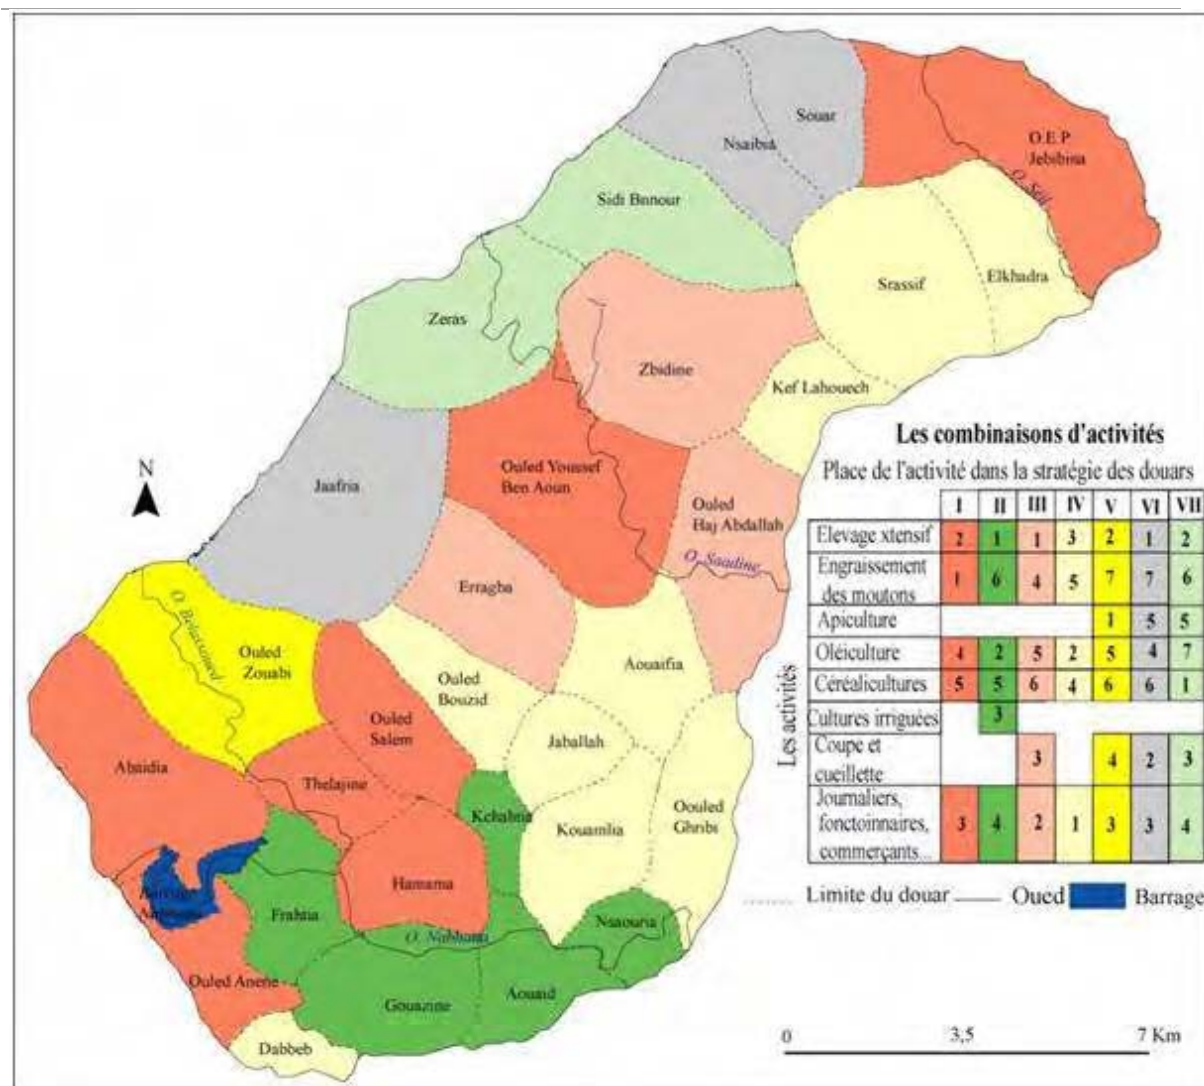 Souar
Nsaibia
O.E.P
Jebibina
O. Sejl
Sidi Bnnour
Srassif
Elkhadra
Zeras
Zbidine
Kef Lahouech
N
Jaafria
Ouled Youssef
Ben Aoun
Ouled
Haj Abdallah
O. Saadine
Erragba
Ouled
Zouabi
Aouaifia
Ouled
Bouzid
Ouled
Salem
Jaballah
Abaidia
Thelajine
Kouamlia
Oouled
Ghribi
Hamama
Frahtia
Nsaouria
O. Nabhana
Ouled Anene
Gouazine
Aouaid
Dabbeb
Les combinaisons d'activités
Place de l'activité dans la stratégie des douars
I II III IV V VI VII
Les activités
Elevage xtensif 2 1 1 3 2 1 2
Engraissement
des moutons 1 6 4 5 7 7 6
Apiculture 1 5 5
Oléiculture 4 2 5 2 5 4 7
Céréalicultures 5 5 6 4 6 6 1
Cultures irriguées 3
Coupe et
cueillette 3 4 2 3
Journaliers,
fonctoinnaires,
commerçants... 3 4 2 1 3 3 4
Limite du douar Oued Barrage
0 3,5 7 Km